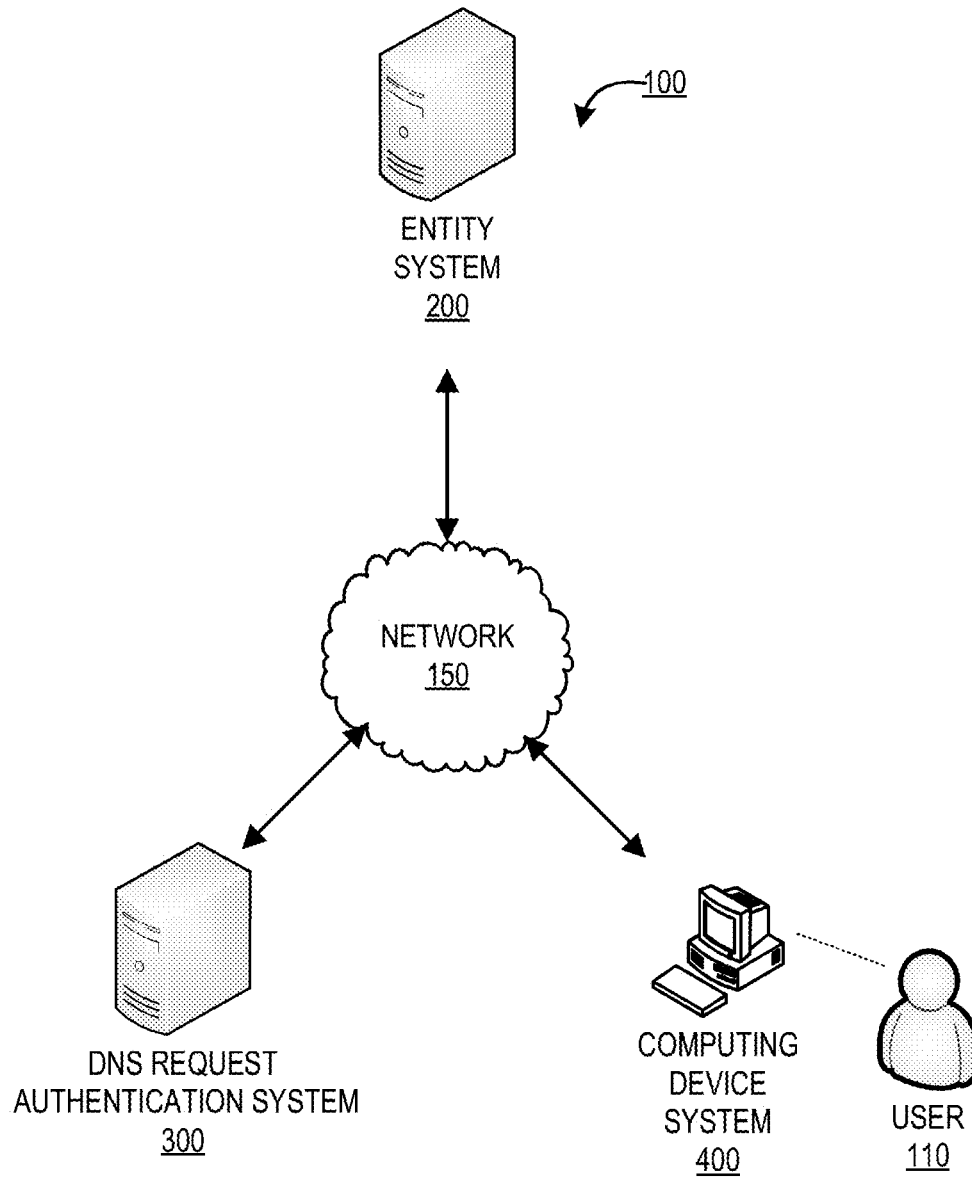 100
ENTITY
SYSTEM
200
NETWORK
150
DNS REQUEST
AUTHENTICATION SYSTEM
300
COMPUTING
DEVICE
SYSTEM
400
USER
110